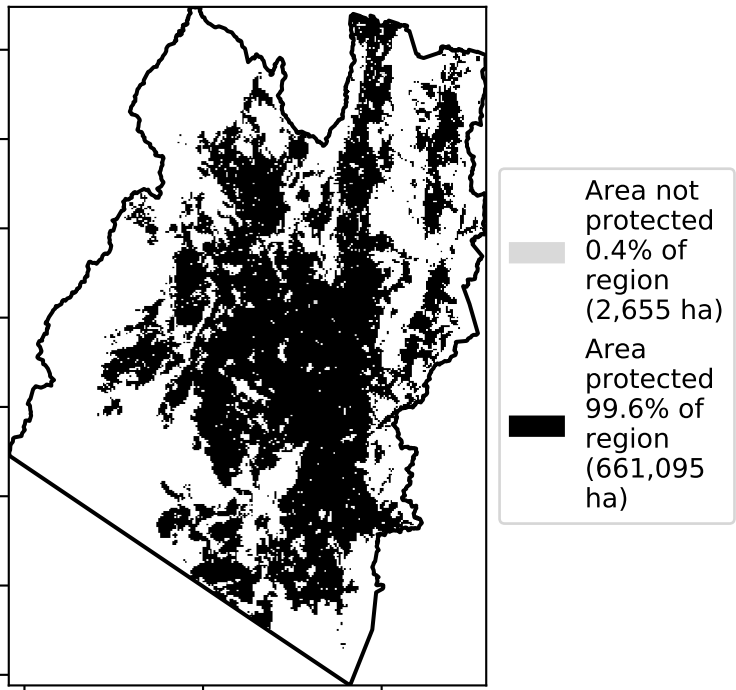 Area not
protected
0.4% of
region
(2,655 ha)
Area
protected
99.6% of
region
(661,095
ha)